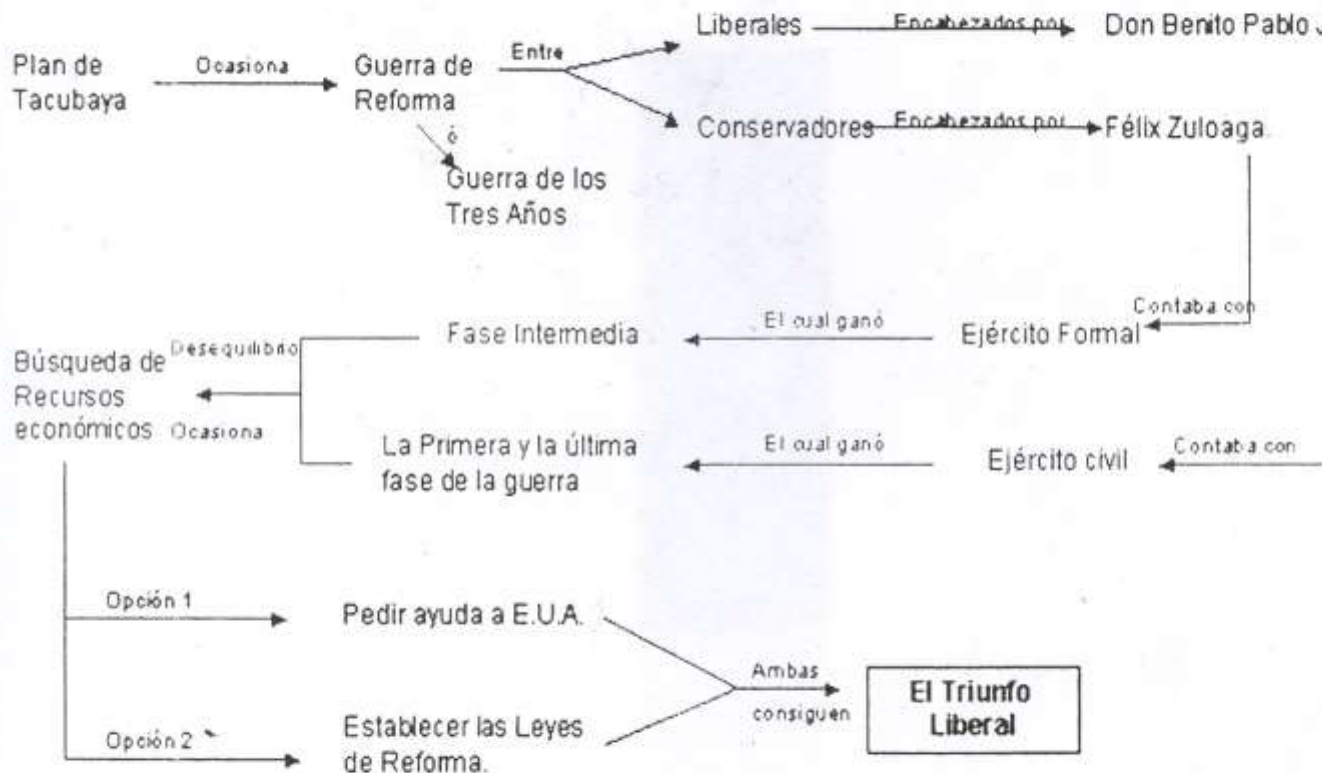 Plan de
Tacubaya
Ocasiona
Guerra de
Reforma
ó
Guerra de los
Tres Años
Entre
Liberales
Encabezados por
Don Benito Pablo J
Conservadores
Encabezados por
Félix Zuloaga.
Contaba con
Ejército Formal
El cual ganó
Fase Intermedia
Contaba con
Ejército civil
El cual ganó
La Primera y la última
fase de la guerra
Desequilibrio
Ocasiona
Búsqueda de
Recursos
económicos
Opción 1
Pedir ayuda a E.U.A.
Opción 2
Establecer las Leyes
de Reforma.
Ambas
consiguen
El Triunfo
Liberal